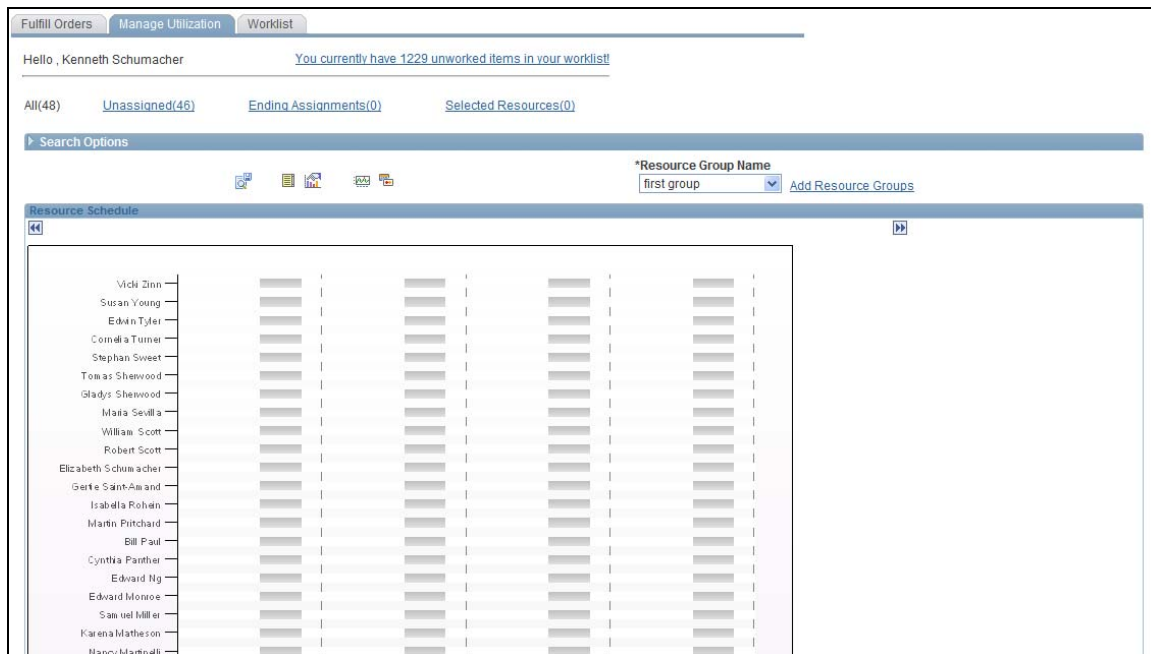 Fulfill Orders Manage Utilization Worklist
Hello , Kenneth Schumacher You currently have 1229 unworked items in your worklist!
All(48) Unassigned(46) Ending Assignments(0) Selected Resources(0)
Search Options
*Resource Group Name
first group Add Resource Groups
Resource Schedule
Vicki Zinn
Susan Young
Edwin Tyler
Cornelia Turner
Stephan Sweet
Tomas Sherwood
Gladys Sherwood
Maria Sevilla
William Scott
Robert Scott
Elizabeth Schumacher
Gertie Saint-Amand
Isabella Rohein
Martin Pritchard
Bill Paul
Cynthia Panther
Edward Ng
Edward Monroe
Samuel Miller
Karena Matheson
Nancy Martinelli